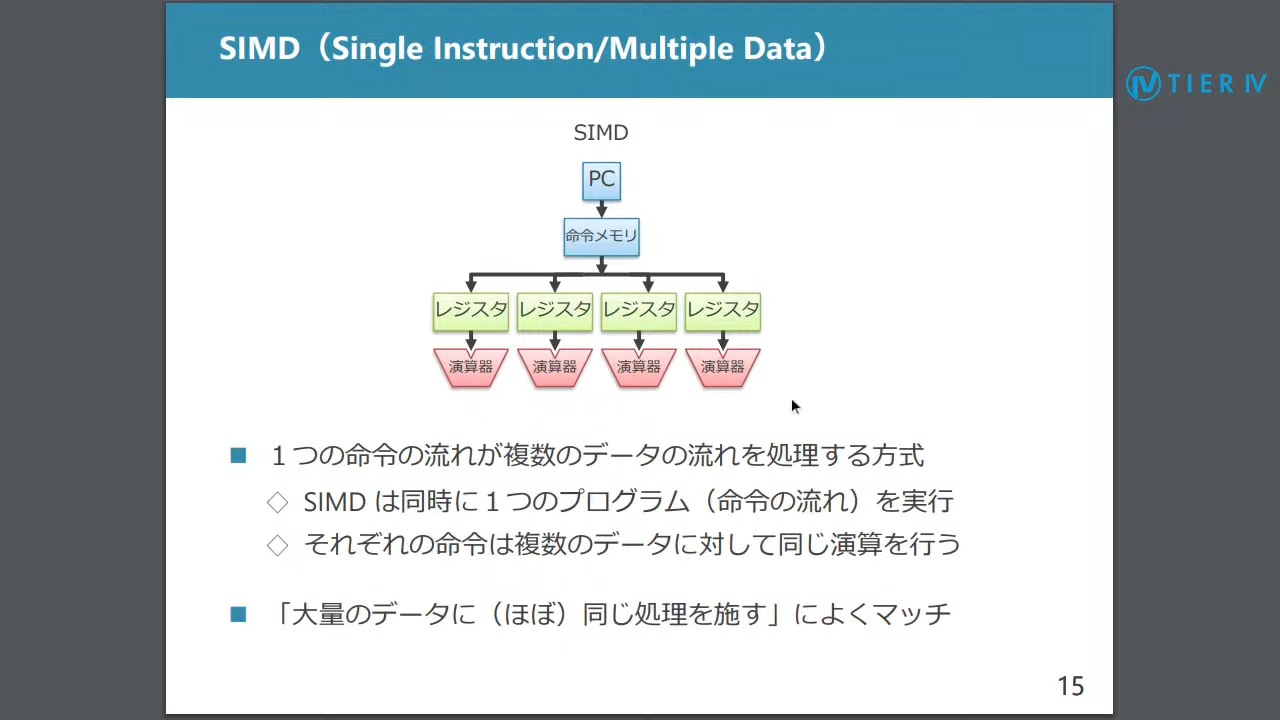 SIMD（Single Instruction/Multiple Data）
TIER IV
SIMD
PC
命令メモリ
レジスタ レジスタ レジスタ レジスタ
演算器 演算器 演算器 演算器
１つの命令の流れが複数のデータの流れを処理する方式
SIMD は同時に１つのプログラム（命令の流れ）を実行
それぞれの命令は複数のデータに対して同じ演算を行う
「大量のデータに（ほぼ）同じ処理を施す」によくマッチ
15